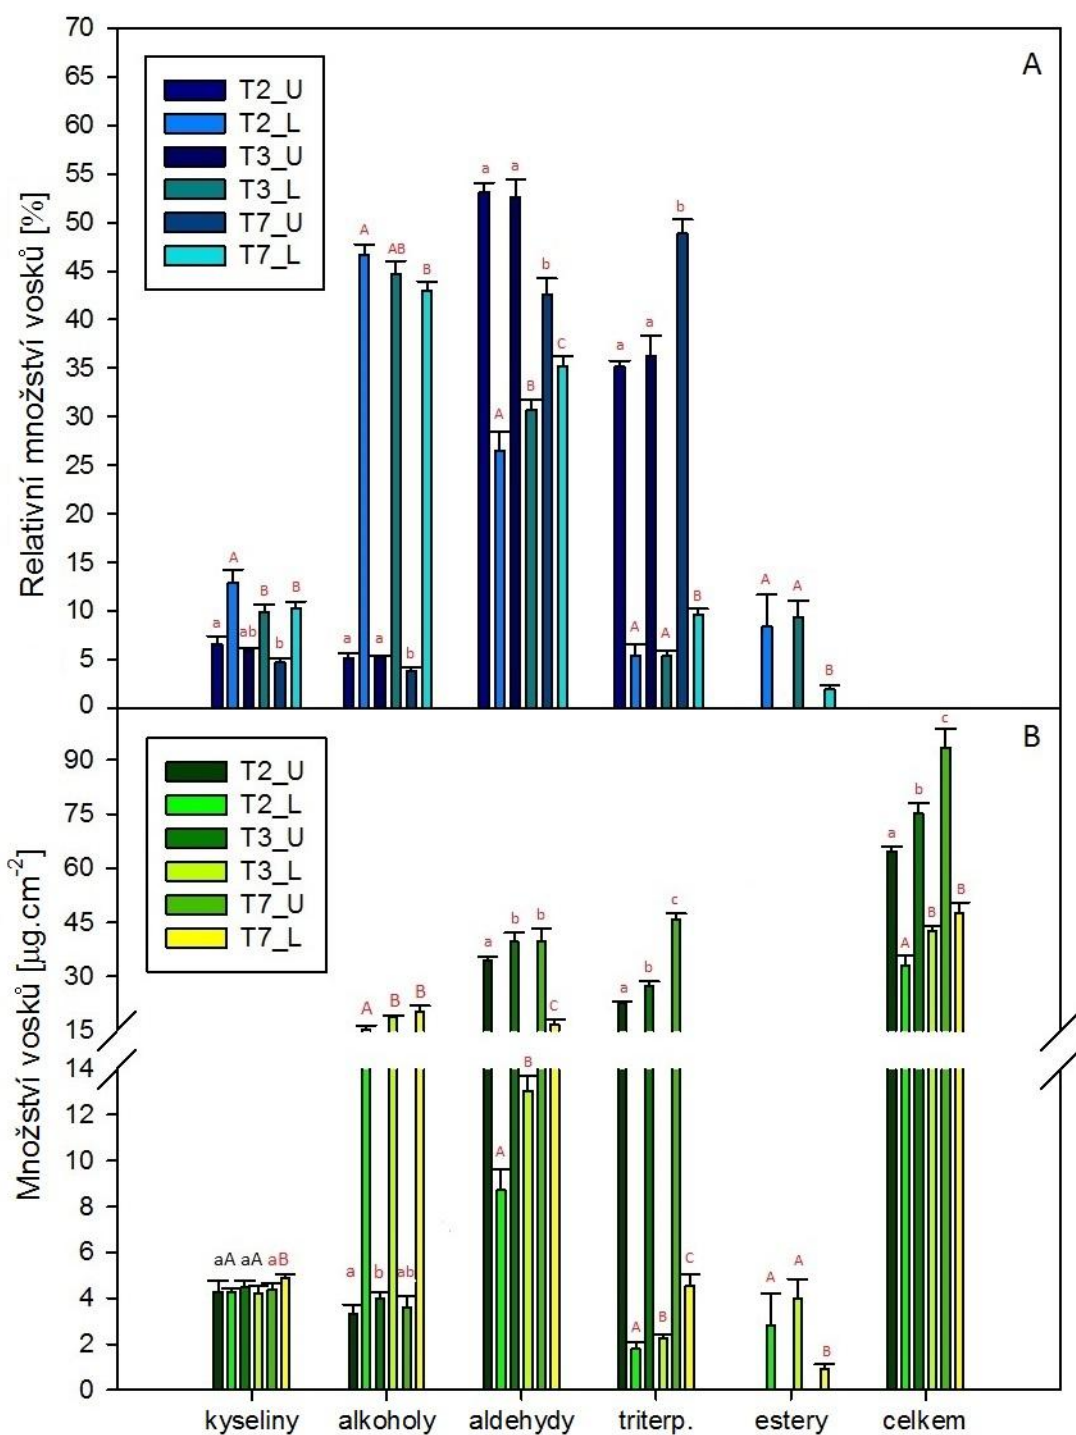 A
Relativní množství vosků [%]
70
65
60
55
50
45
40
35
30
25
20
15
10
5
0
T2_U
T2_L
T3_U
T3_L
T7_U
T7_L
a A ab B b B
a A a AB b B
a A a B b C
a A a A b B
A A B
B
Množství vosků [µg.cm-2]
90
75
60
45
30
15
14
12
10
8
6
4
2
0
T2_U
T2_L
T3_U
T3_L
T7_U
T7_L
aA aA aB
a A b B ab B
a A b B b C
a A b B c C
A A B
a A b B c B
kyseliny alkoholy aldehydy triterp. estery celkem